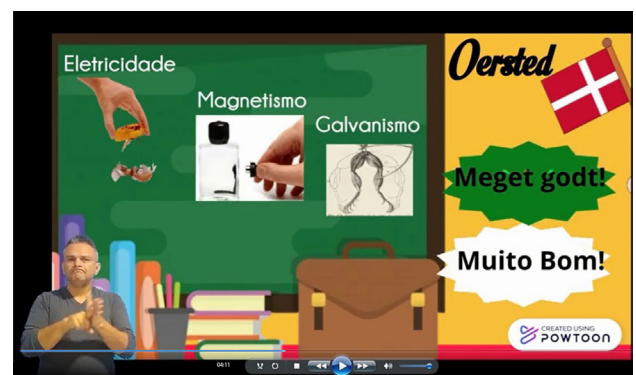 Eletricidade
Magnetismo
Galvanismo
Oersted
Meget godt!
Muito Bom!
CREATED USING
POWTOON
04:11